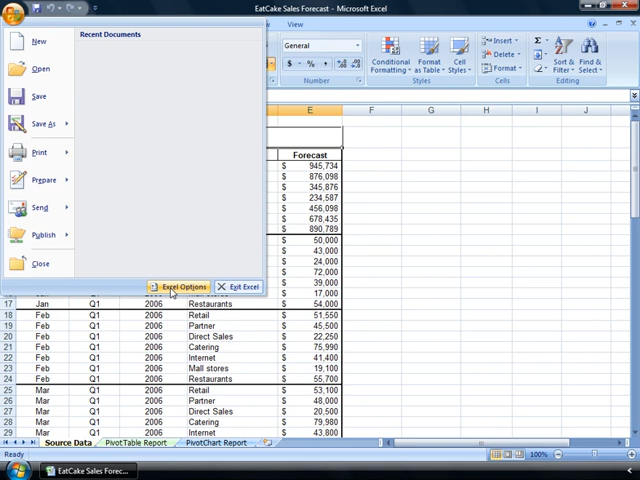 EatCake Sales Forecast - Microsoft Excel
View
New
Open
Save
Save As
Print
Prepare
Send
Publish
Close
Recent Documents
Excel Options
Exit Excel
General
$ % ,
Number
Conditional Formatting
Format as Table
Cell Styles
Styles
Insert
Delete
Format
Cells
Σ
Sort & Filter
Find & Select
Editing
E F G H I J
Forecast
$ 945,734
$ 876,098
$ 345,876
$ 234,587
$ 456,098
$ 678,435
$ 890,789
$ 50,000
$ 43,000
$ 24,000
$ 72,000
$ 39,000
$ 17,000
17 Jan Q1 2006 Restaurants $ 54,000
18 Feb Q1 2006 Retail $ 51,550
19 Feb Q1 2006 Partner $ 45,500
20 Feb Q1 2006 Direct Sales $ 22,250
21 Feb Q1 2006 Catering $ 75,990
22 Feb Q1 2006 Internet $ 41,400
23 Feb Q1 2006 Mall stores $ 19,100
24 Feb Q1 2006 Restaurants $ 55,700
25 Mar Q1 2006 Retail $ 53,100
26 Mar Q1 2006 Partner $ 48,000
27 Mar Q1 2006 Direct Sales $ 20,500
28 Mar Q1 2006 Catering $ 79,980
29 Mar Q1 2006 Internet $ 43,800
Source Data PivotTable Report PivotChart Report
Ready
100%
EatCake Sales Forec...